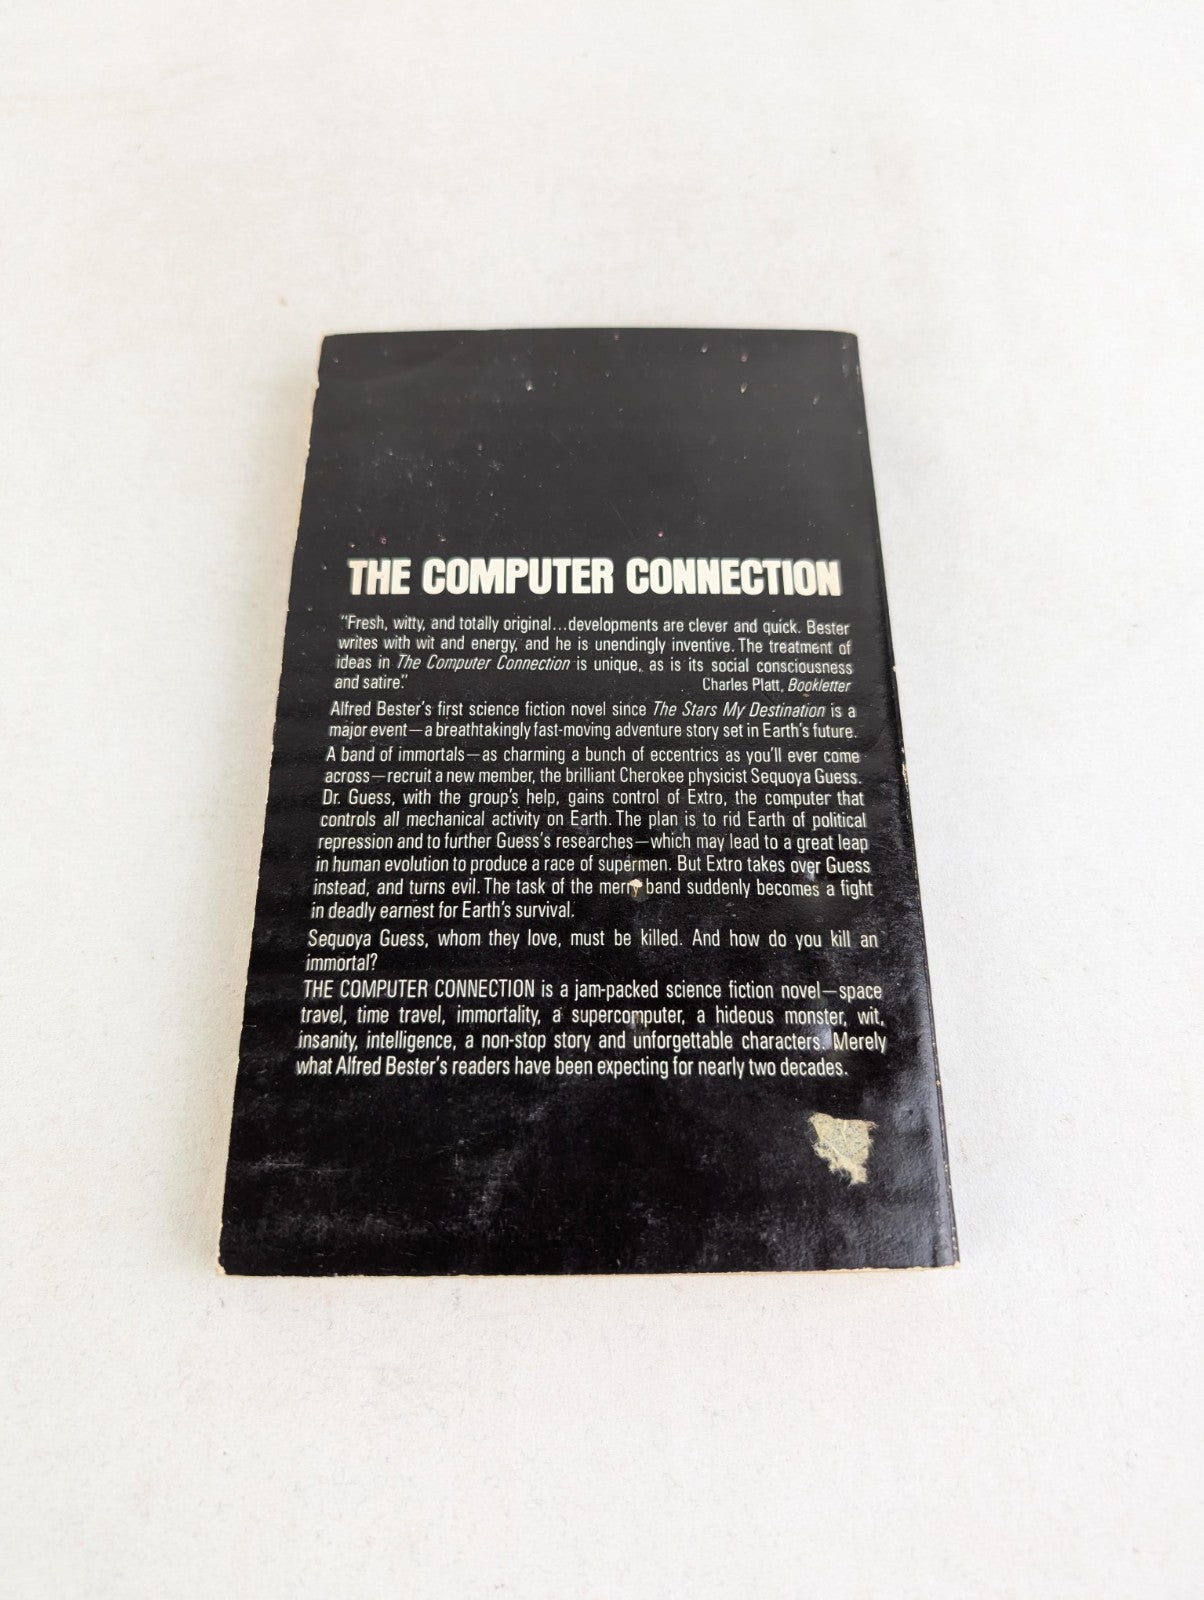 THE COMPUTER CONNECTION
"Fresh, witty, and totally original...developments are clever and quick. Bester
writes with wit and energy, and he is unendingly inventive. The treatment of
ideas in The Computer Connection is unique, as is its social consciousness
and satire." Charles Platt, Bookletter
Alfred Bester's first science fiction novel since The Stars My Destination is a
major event—a breathtakingly fast-moving adventure story set in Earth's future.
A band of immortals—as charming a bunch of eccentrics as you'll ever come
across—recruit a new member, the brilliant Cherokee physicist Sequoya Guess.
Dr. Guess, with the group's help, gains control of Extro, the computer that
controls all mechanical activity on Earth. The plan is to rid Earth of political
repression and to further Guess's researches—which may lead to a great leap
in human evolution to produce a race of supermen. But Extro takes over Guess
instead, and turns evil. The task of the merry band suddenly becomes a fight
in deadly earnest for Earth's survival.
Sequoya Guess, whom they love, must be killed. And how do you kill an
immortal?
THE COMPUTER CONNECTION is a jam-packed science fiction novel—space
travel, time travel, immortality, a supercomputer, a hideous monster, wit,
insanity, intelligence, a non-stop story and unforgettable characters. Merely
what Alfred Bester's readers have been expecting for nearly two decades.